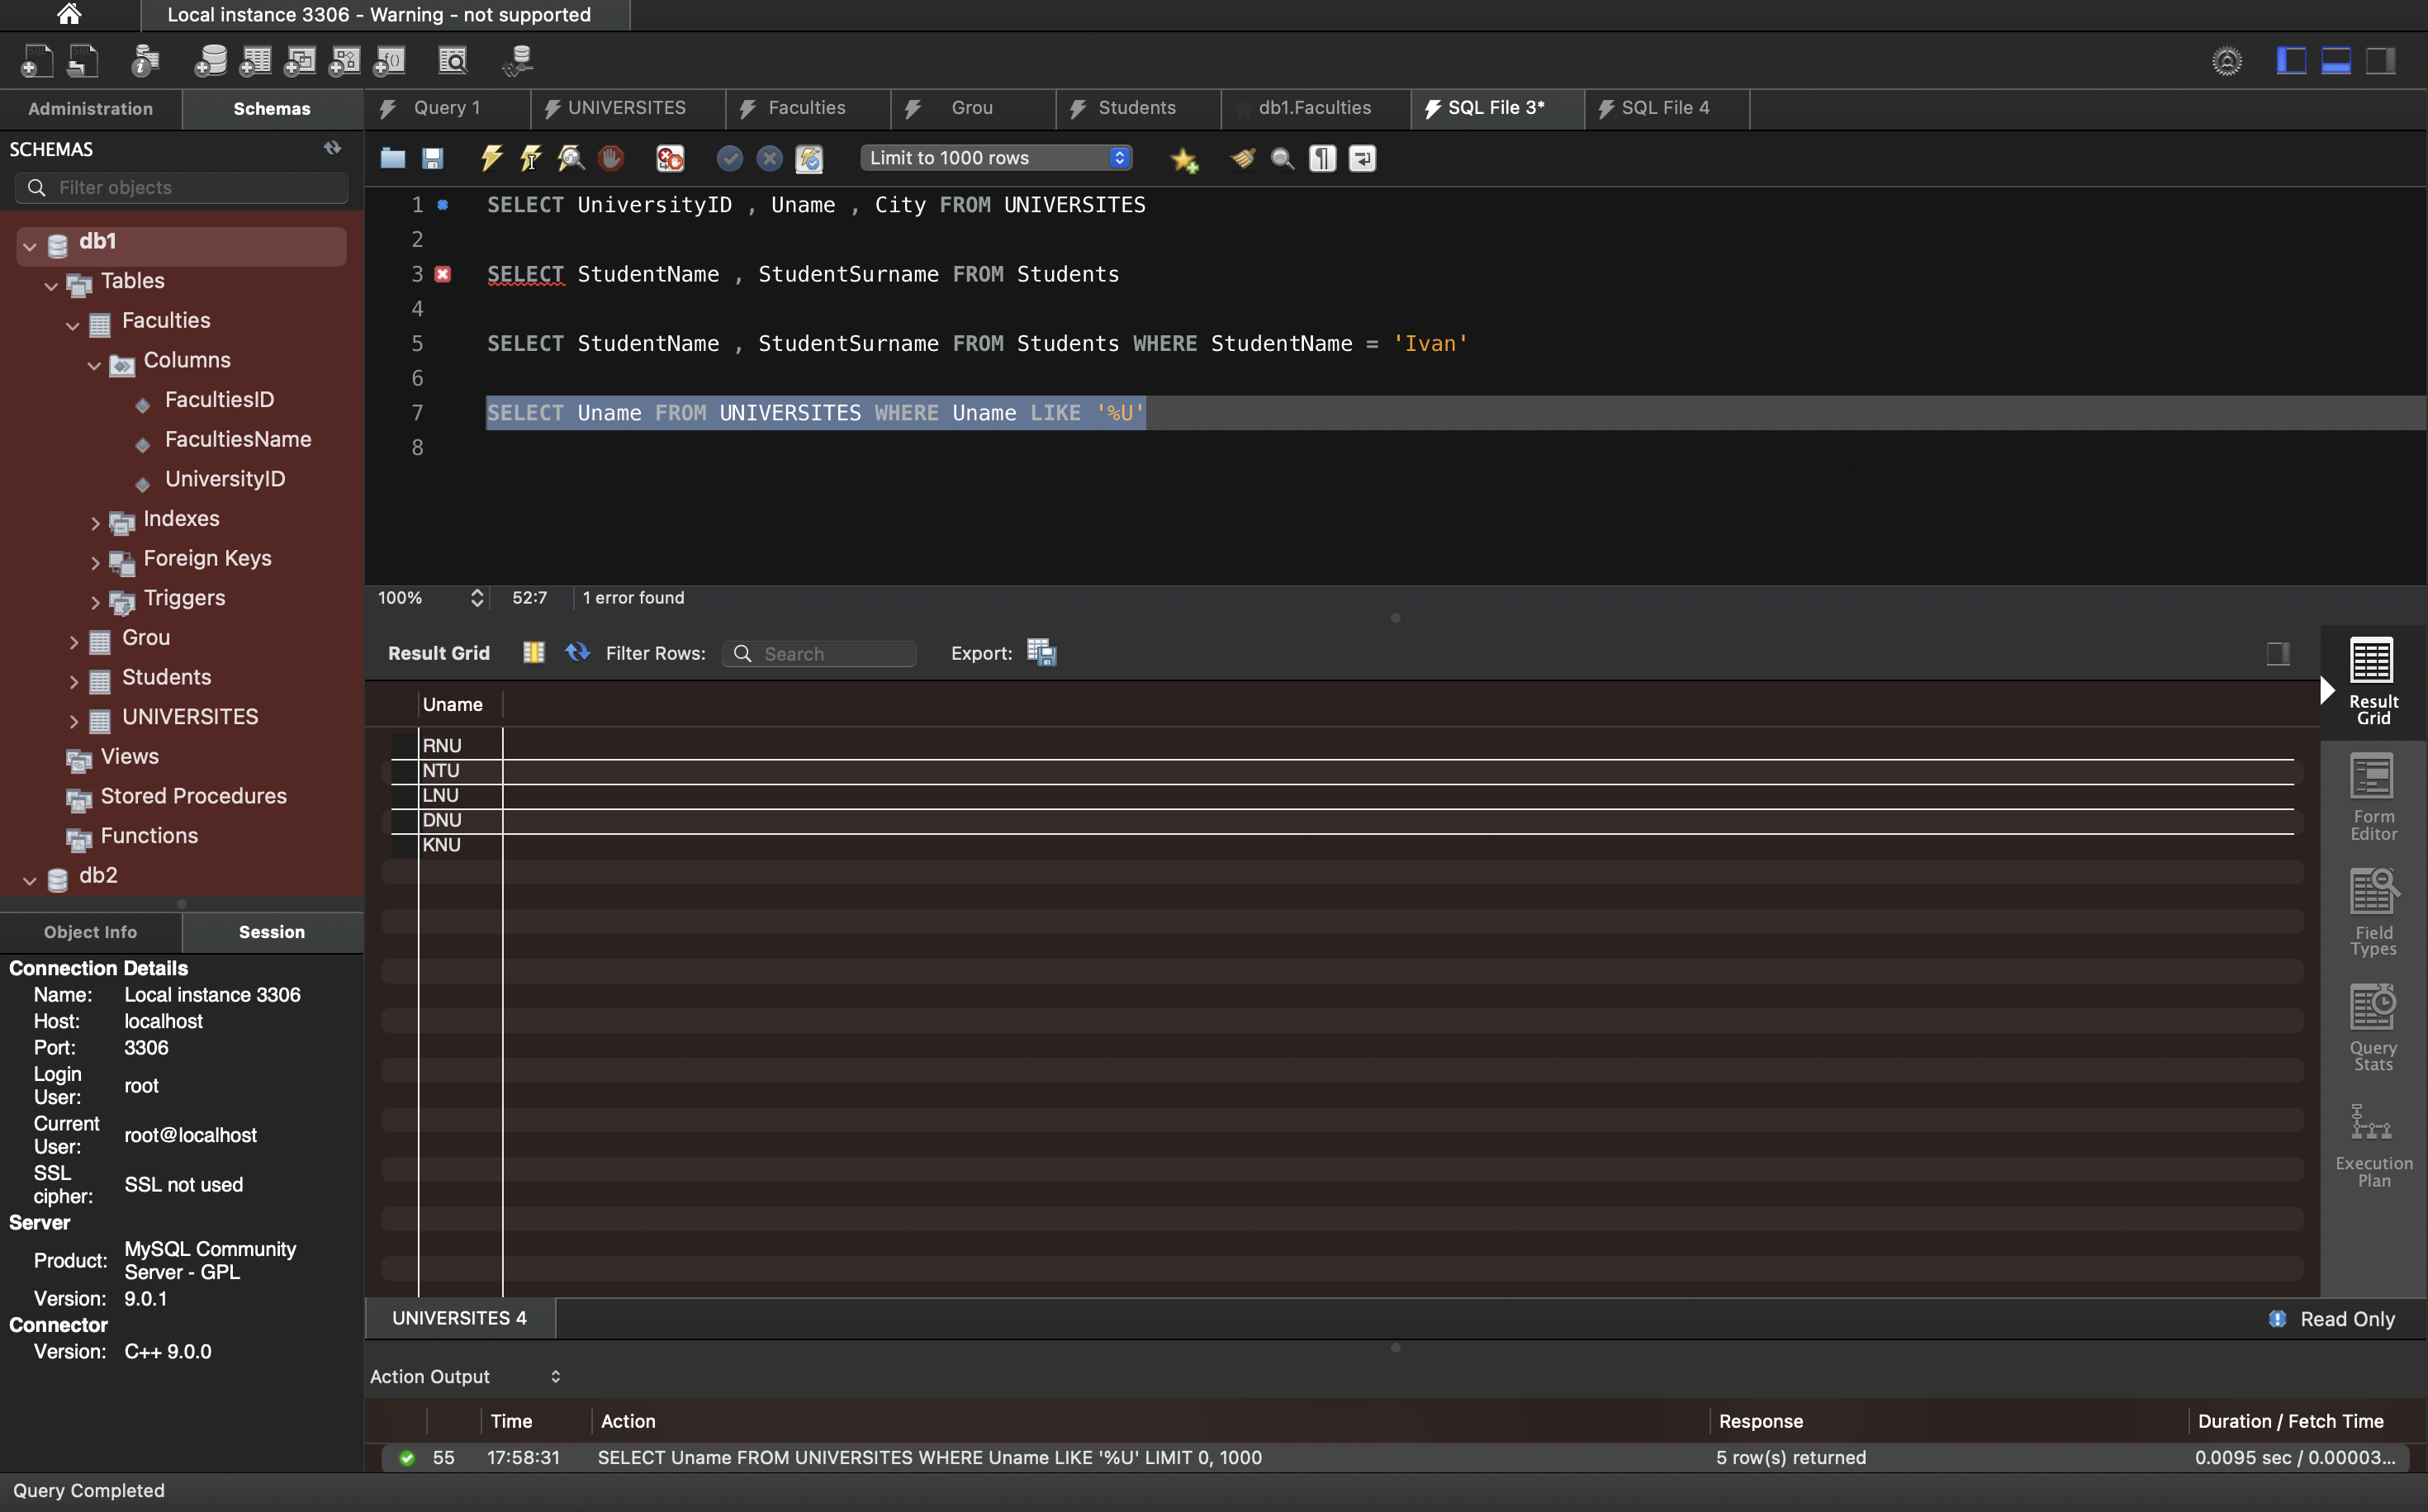 Local instance 3306 - Warning - not supported
Administration
Schemas
Query 1
UNIVERSITES
Faculties
Grou
Students
db1.Faculties
SQL File 3*
SQL File 4
SCHEMAS
Filter objects
Limit to 1000 rows
db1
Tables
Faculties
Columns
FacultiesID
FacultiesName
UniversityID
Indexes
Foreign Keys
Triggers
Grou
Students
UNIVERSITES
Views
Stored Procedures
Functions
db2
1 SELECT UniversityID , Uname , City FROM UNIVERSITES
2
3 SELECT StudentName , StudentSurname FROM Students
4
5 SELECT StudentName , StudentSurname FROM Students WHERE StudentName = 'Ivan'
6
7 SELECT Uname FROM UNIVERSITES WHERE Uname LIKE '%U'
8
100% 52:7 1 error found
Result Grid Filter Rows: Search Export:
Uname
RNU
NTU
LNU
DNU
KNU
Result
Grid
Form
Editor
Field
Types
Query
Stats
Execution
Plan
Object Info
Session
Connection Details
Name: Local instance 3306
Host: localhost
Port: 3306
Login
User: root
Current
User: root@localhost
SSL
cipher: SSL not used
Server
Product: MySQL Community
Server - GPL
Version: 9.0.1
Connector
Version: C++ 9.0.0
UNIVERSITES 4
Read Only
Action Output
Time Action Response Duration / Fetch Time
55 17:58:31 SELECT Uname FROM UNIVERSITES WHERE Uname LIKE '%U' LIMIT 0, 1000 5 row(s) returned 0.0095 sec / 0.00003...
Query Completed